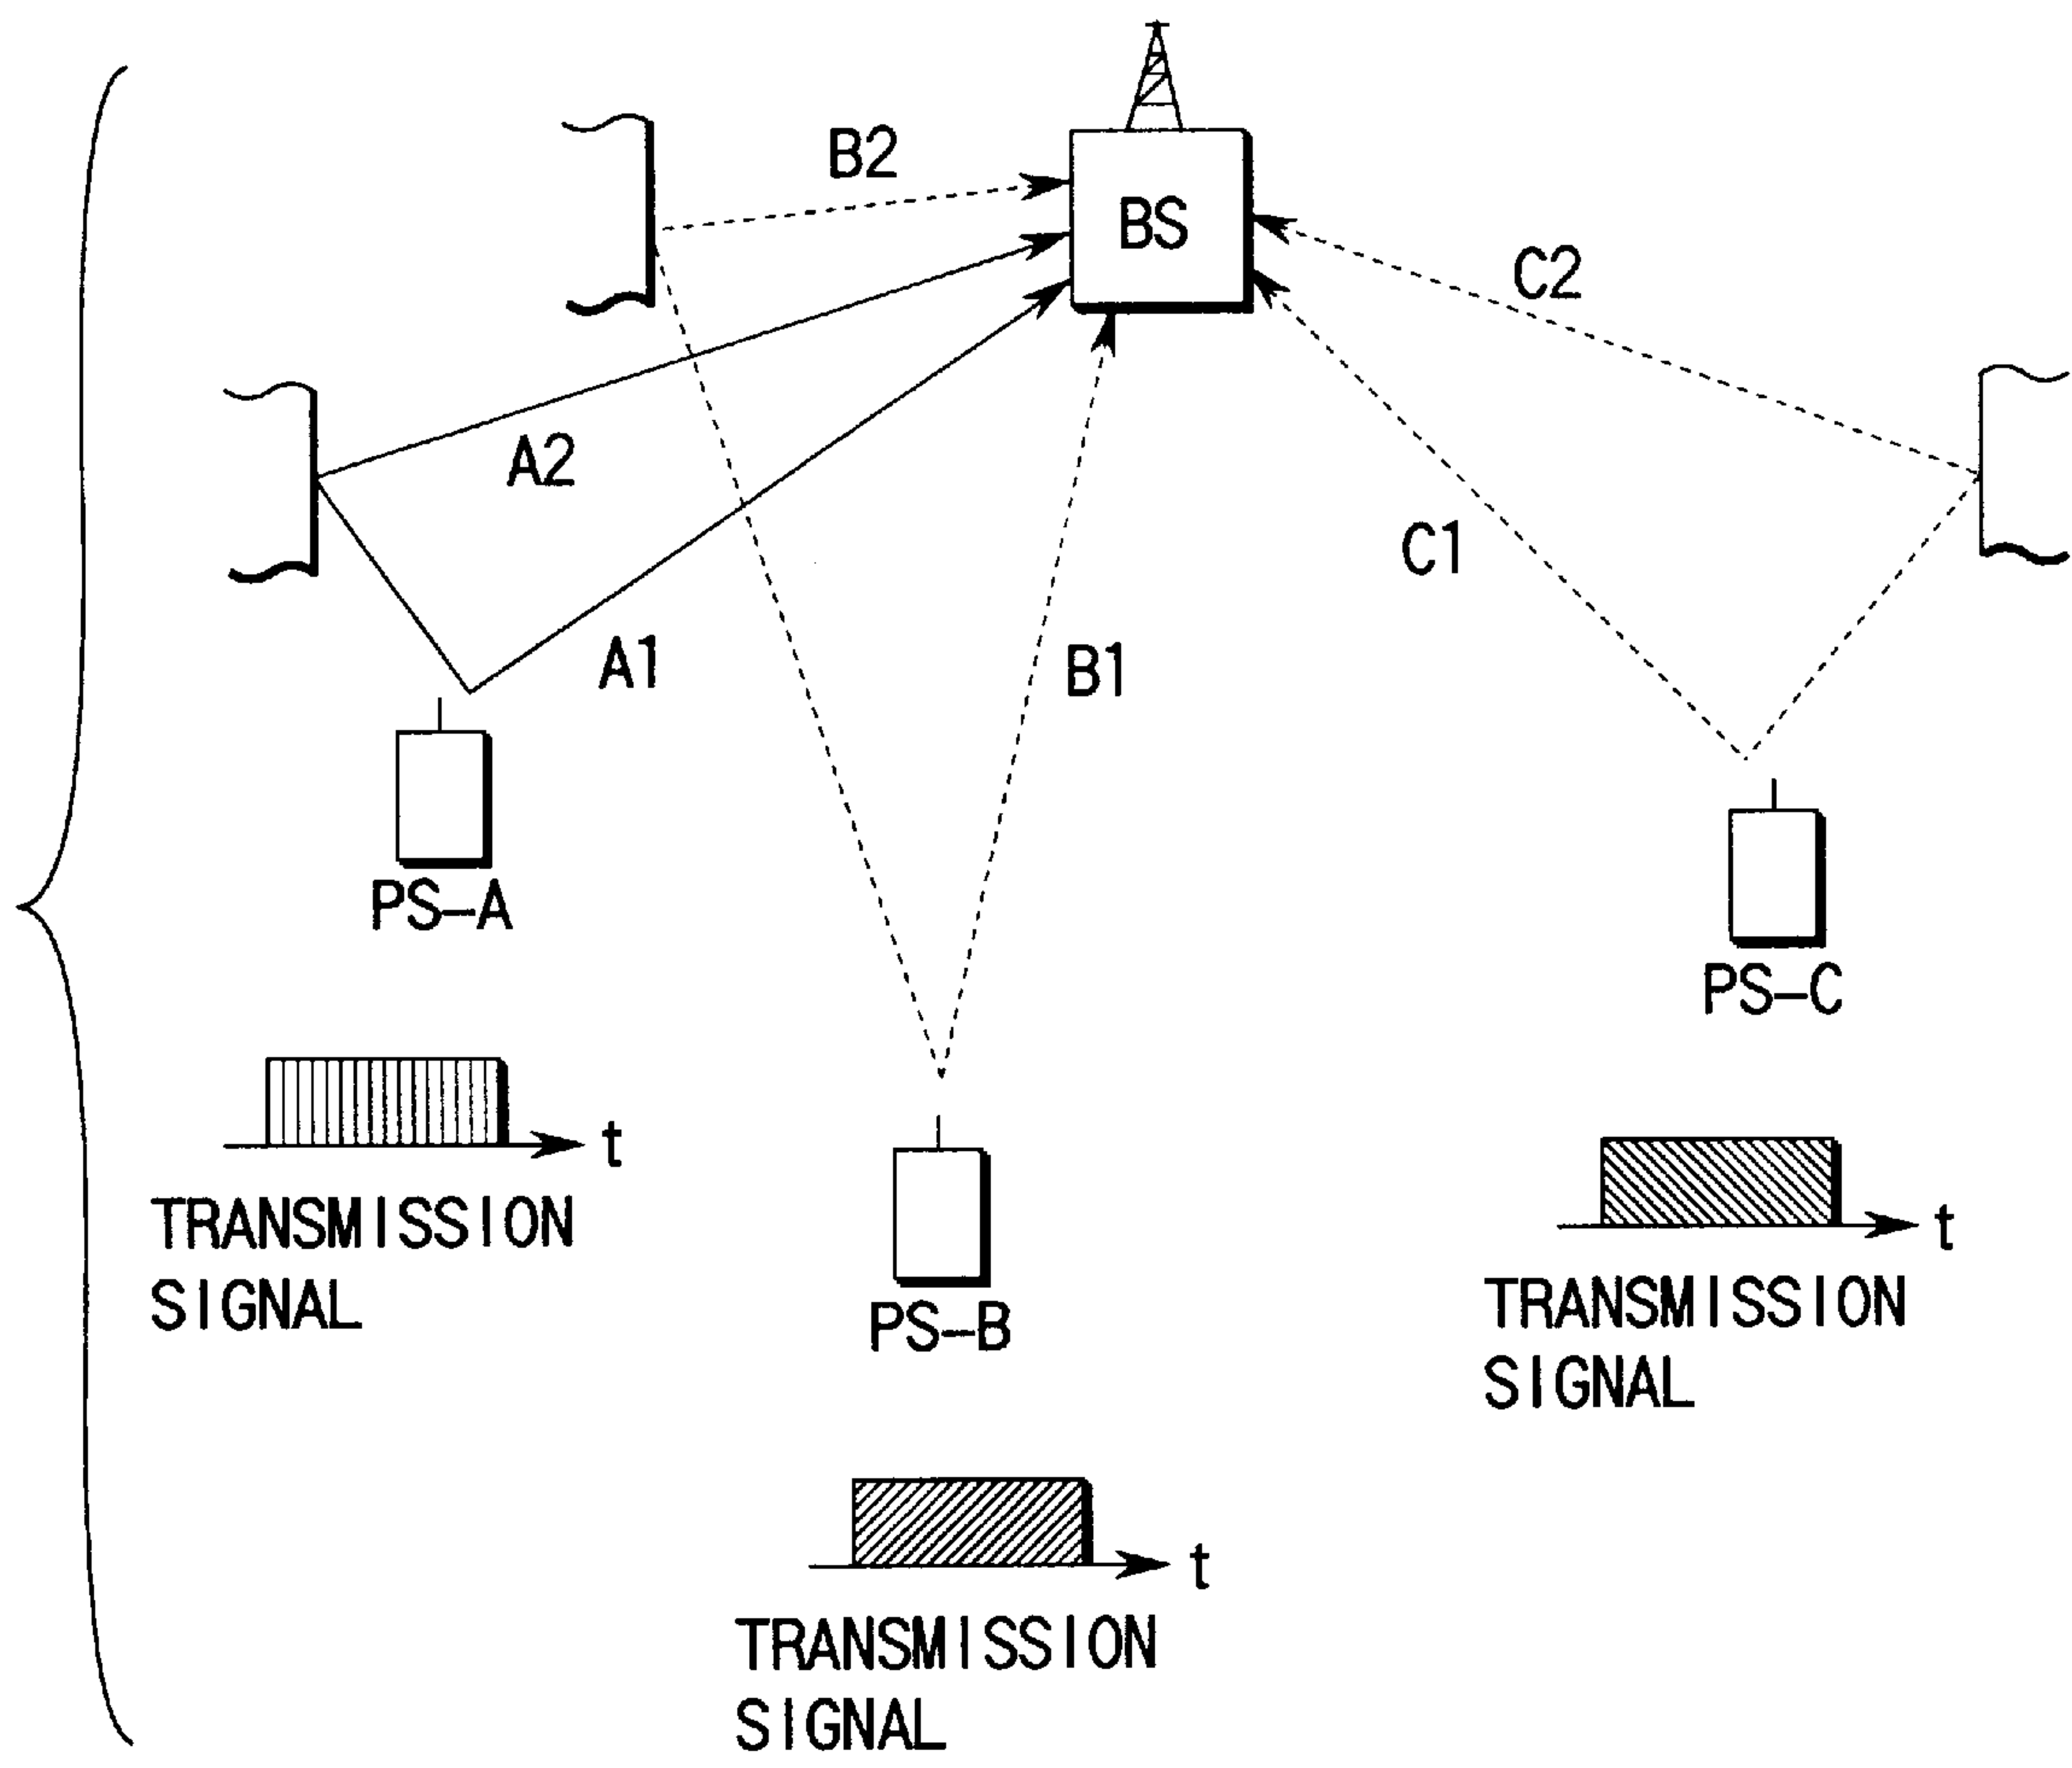 B2
BS
C2
A2
C1
A1
B1
PS-A
PS-C
t
TRANSMISSION
SIGNAL
t
TRANSMISSION
SIGNAL
PS-B
t
TRANSMISSION
SIGNAL